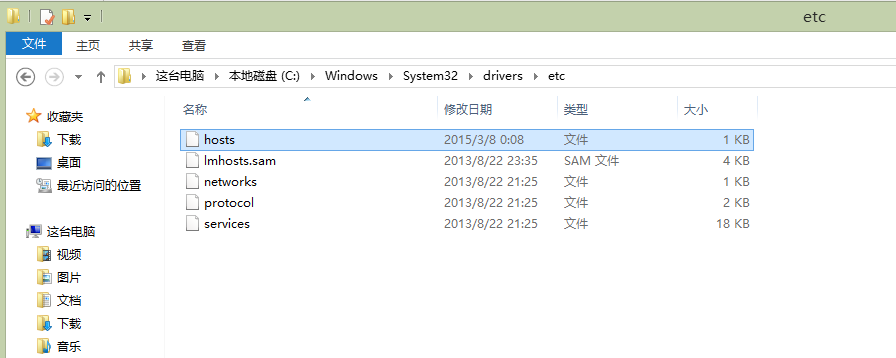 etc
文件 主页 共享 查看
这台电脑 本地磁盘 (C:) Windows System32 drivers etc
收藏夹
下载
桌面
最近访问的位置
这台电脑
视频
图片
文档
下载
音乐
名称 修改日期 类型 大小
hosts 2015/3/8 0:08 文件 1 KB
lmhosts.sam 2013/8/22 23:35 SAM 文件 4 KB
networks 2013/8/22 21:25 文件 1 KB
protocol 2013/8/22 21:25 文件 2 KB
services 2013/8/22 21:25 文件 18 KB